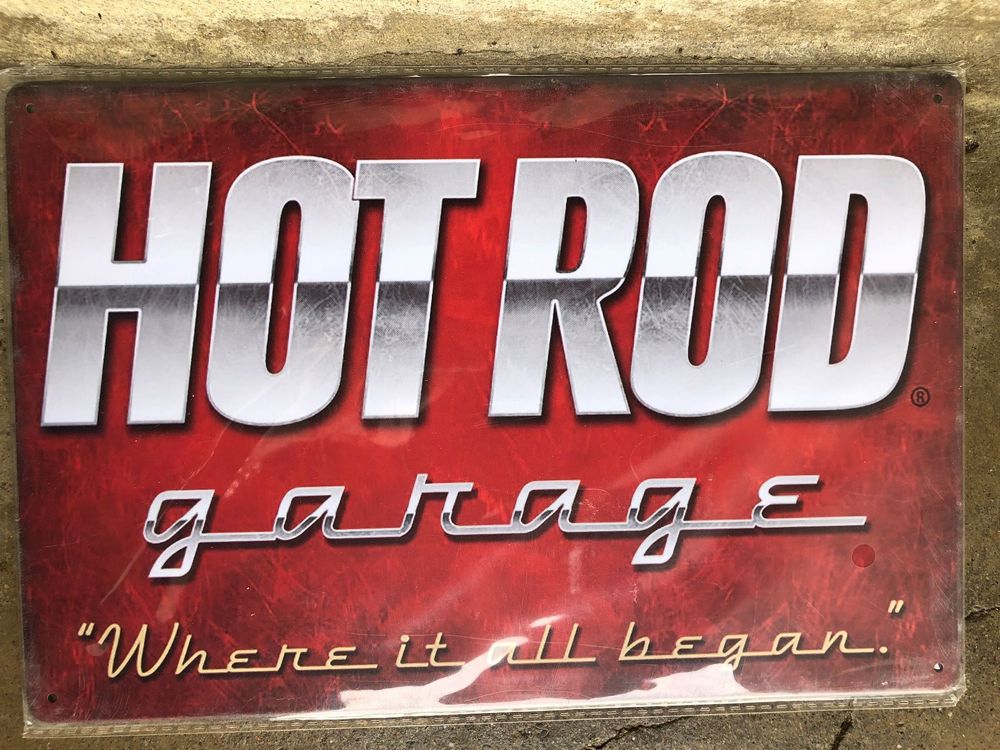 HOT ROD®
garage
"Where it all began."